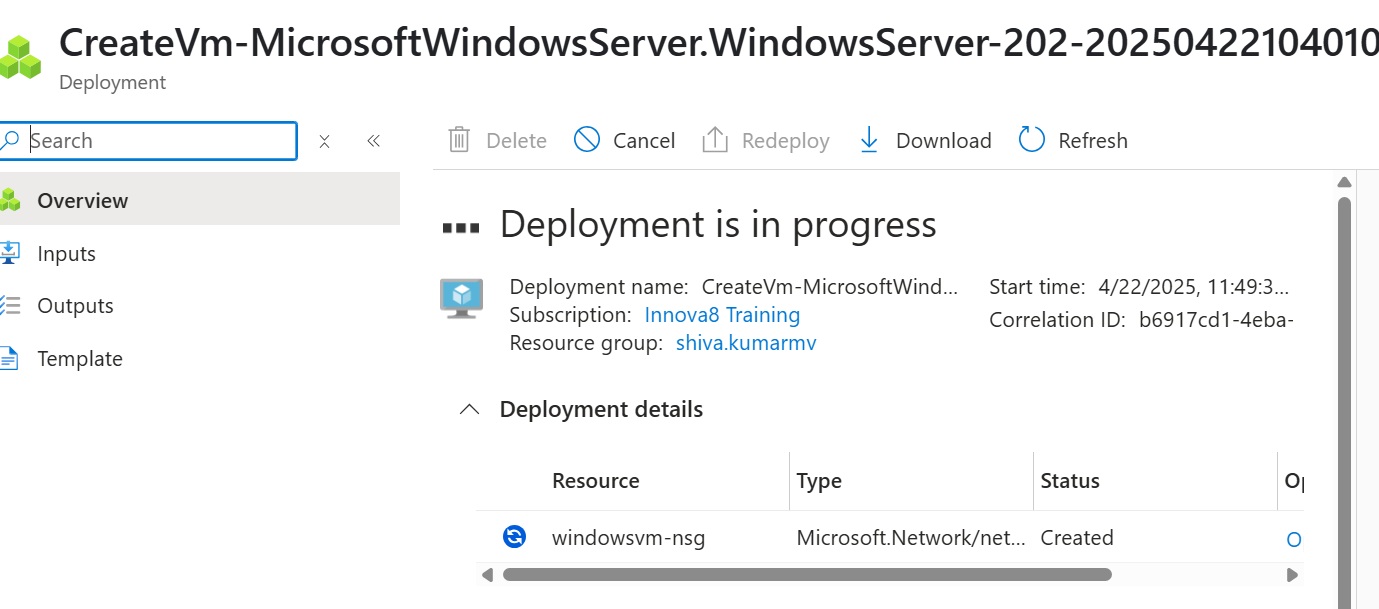 CreateVm-MicrosoftWindowsServer.WindowsServer-202-20250422104010
Deployment
Search
Delete
Cancel
Redeploy
Download
Refresh
Overview
Inputs
Outputs
Template
Deployment is in progress
Deployment name: CreateVm-MicrosoftWind...
Subscription: Innova8 Training
Resource group: shiva.kumarmv
Start time: 4/22/2025, 11:49:3...
Correlation ID: b6917cd1-4eba-
Deployment details
Resource Type Status
windowsvm-nsg Microsoft.Network/net... Created